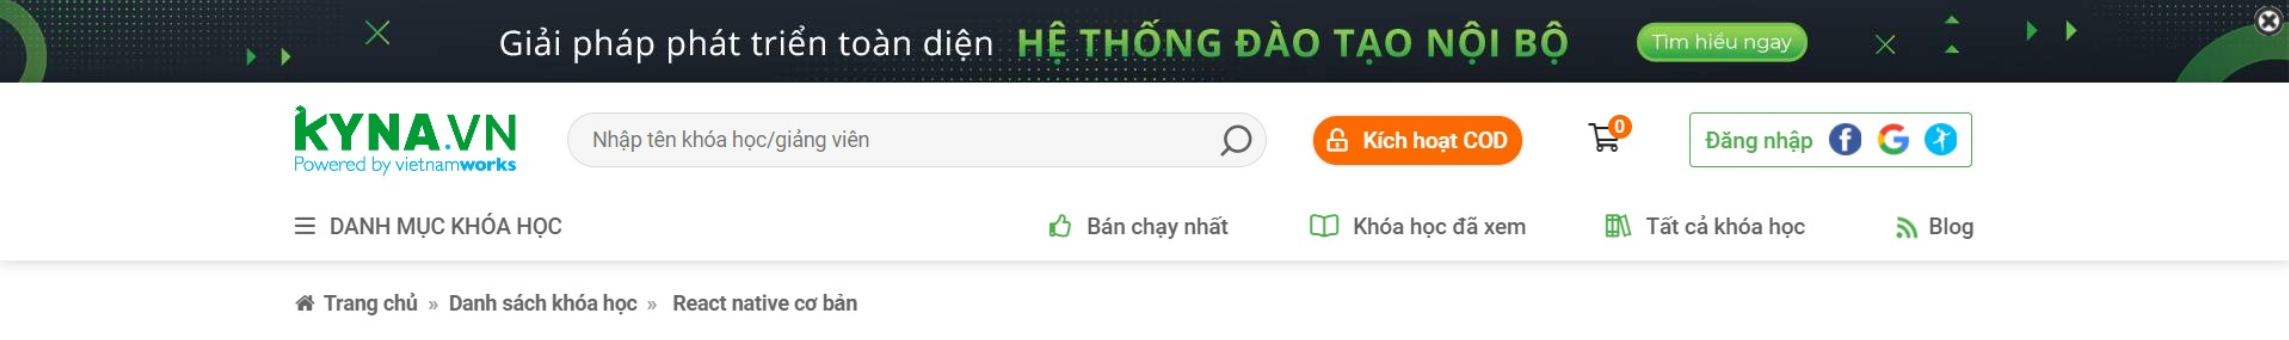 Giải pháp phát triển toàn diện HỆ THỐNG ĐÀO TẠO NỘI BỘ Tìm hiểu ngay
KYNA.VN
Powered by vietnamworks
Nhập tên khóa học/giảng viên
Kích hoạt COD
0
Đăng nhập
DANH MỤC KHÓA HỌC
Bán chạy nhất
Khóa học đã xem
Tất cả khóa học
Blog
Trang chủ » Danh sách khóa học » React native cơ bản